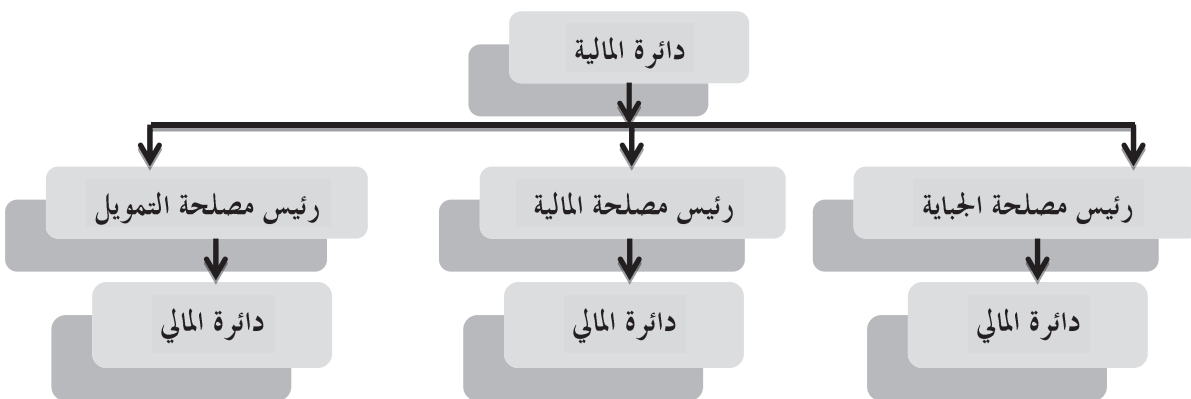 دائرة المالية
رئيس مصلحة الجباية
رئيس مصلحة المالية
رئيس مصلحة التمويل
دائرة المالي
دائرة المالي
دائرة المالي